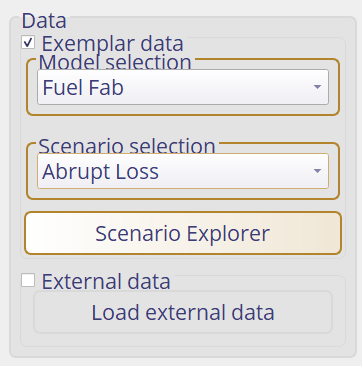 Data
Exemplar data
Model selection
Fuel Fab
Scenario selection
Abrupt Loss
Scenario Explorer
External data
Load external data